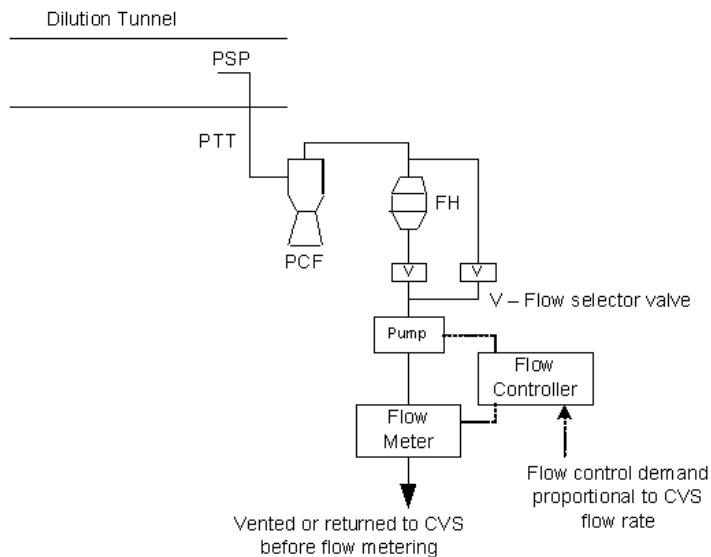 Dilution Tunnel
PSP
PTT
PCF
FH
V
V
V – Flow selector valve
Pump
Flow
Controller
Flow
Meter
Flow control demand
proportional to CVS
flow rate
Vented or returned to CVS
before flow metering